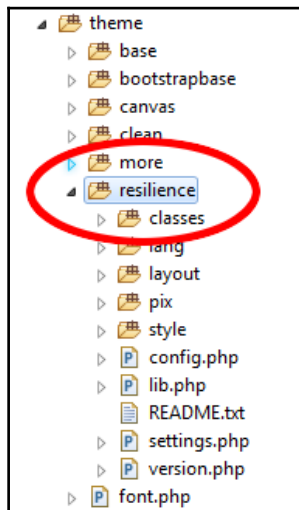 theme
base
bootstrapbase
canvas
clean
more
resilience
classes
lang
layout
pix
style
config.php
lib.php
README.txt
settings.php
version.php
font.php